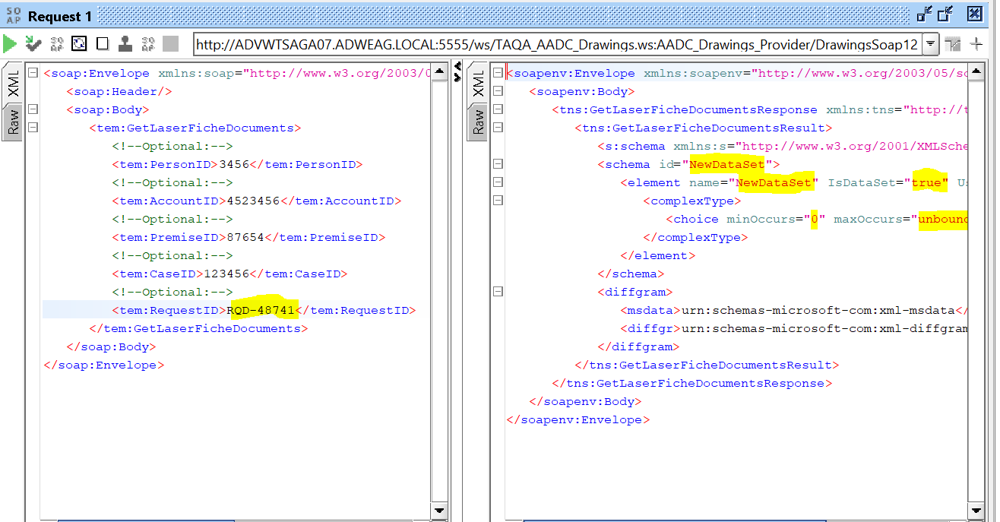 SO AP Request 1
http://ADVWTSAGA07.ADWEAG.LOCAL:5555/ws/TAQA_AADC_Drawings.ws:AADC_Drawings_Provider/DrawingsSoap12
XML
Raw
<soap:Envelope xmlns:soap="http://www.w3.org/2003/0
<soap:Header/>
<soap:Body>
<tem:GetLaserFicheDocuments>
<!--Optional:-->
<tem:PersonID>3456</tem:PersonID>
<!--Optional:-->
<tem:AccountID>4523456</tem:AccountID>
<!--Optional:-->
<tem:PremiseID>87654</tem:PremiseID>
<!--Optional:-->
<tem:CaseID>123456</tem:CaseID>
<!--Optional:-->
<tem:RequestID>RQD-48741</tem:RequestID>
</tem:GetLaserFicheDocuments>
</soap:Body>
</soap:Envelope>
XML
Raw
<soapenv:Envelope xmlns:soapenv="http://www.w3.org/2003/05/so
<soapenv:Body>
<tns:GetLaserFicheDocumentsResponse xmlns:tns="http://t
<tns:GetLaserFicheDocumentsResult>
<s:schema xmlns:s="http://www.w3.org/2001/XMLSche
<schema id="NewDataSet">
<element name="NewDataSet" IsDataSet="true" Us
<complexType>
<choice minOccurs="0" maxOccurs="unbound
</complexType>
</element>
</schema>
<diffgram>
<msdata>urn:schemas-microsoft-com:xml-msdata</
<diffgr>urn:schemas-microsoft-com:xml-diffgram
</diffgram>
</tns:GetLaserFicheDocumentsResult>
</tns:GetLaserFicheDocumentsResponse>
</soapenv:Body>
</soapenv:Envelope>